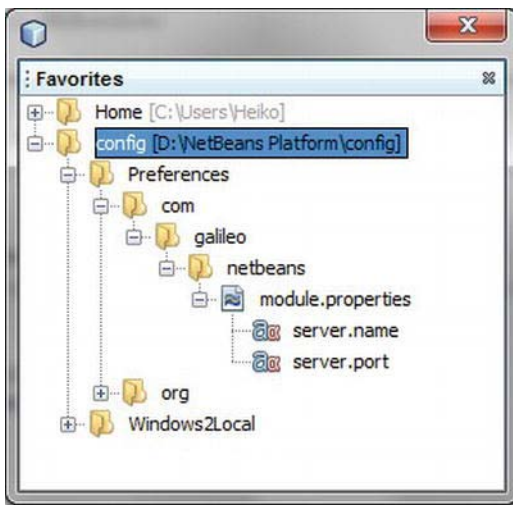 Favorites
Home [C:\Users\Heiko]
config [D:\NetBeans Platform\config]
Preferences
com
galileo
netbeans
module.properties
server.name
server.port
org
Windows2Local